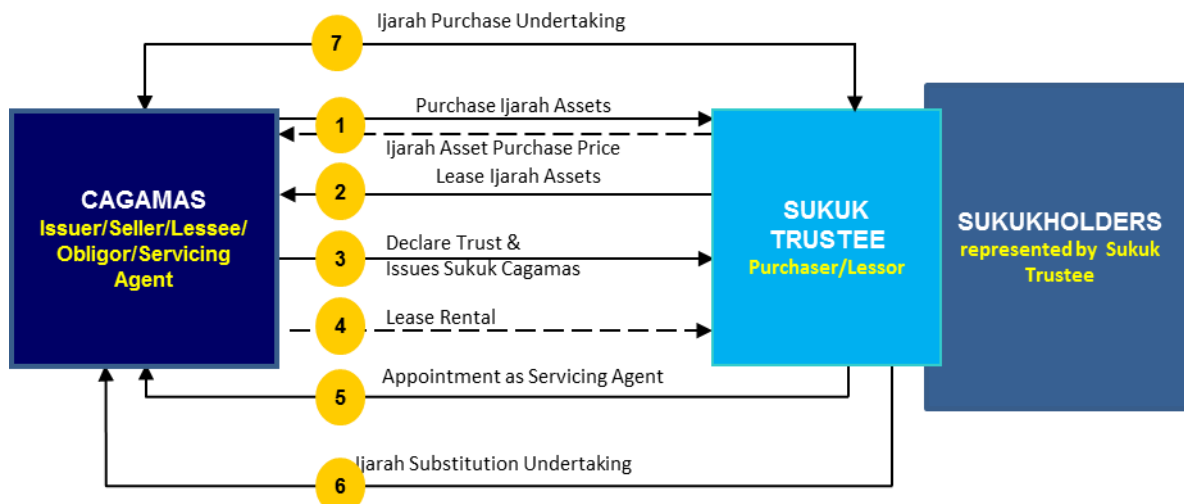 Ijarah Purchase Undertaking
7
Purchase Ijarah Assets
1
Ijarah Asset Purchase Price
Lease Ijarah Assets
2
CAGAMAS
Issuer/Seller/Lessee/
Obligor/Servicing
Agent
SUKUK
TRUSTEE
Purchaser/Lessor
SUKUKHOLDERS
represented by Sukuk
Trustee
3
Declare Trust &
Issues Sukuk Cagamas
4
Lease Rental
Appointment as Servicing Agent
5
Ijarah Substitution Undertaking
6